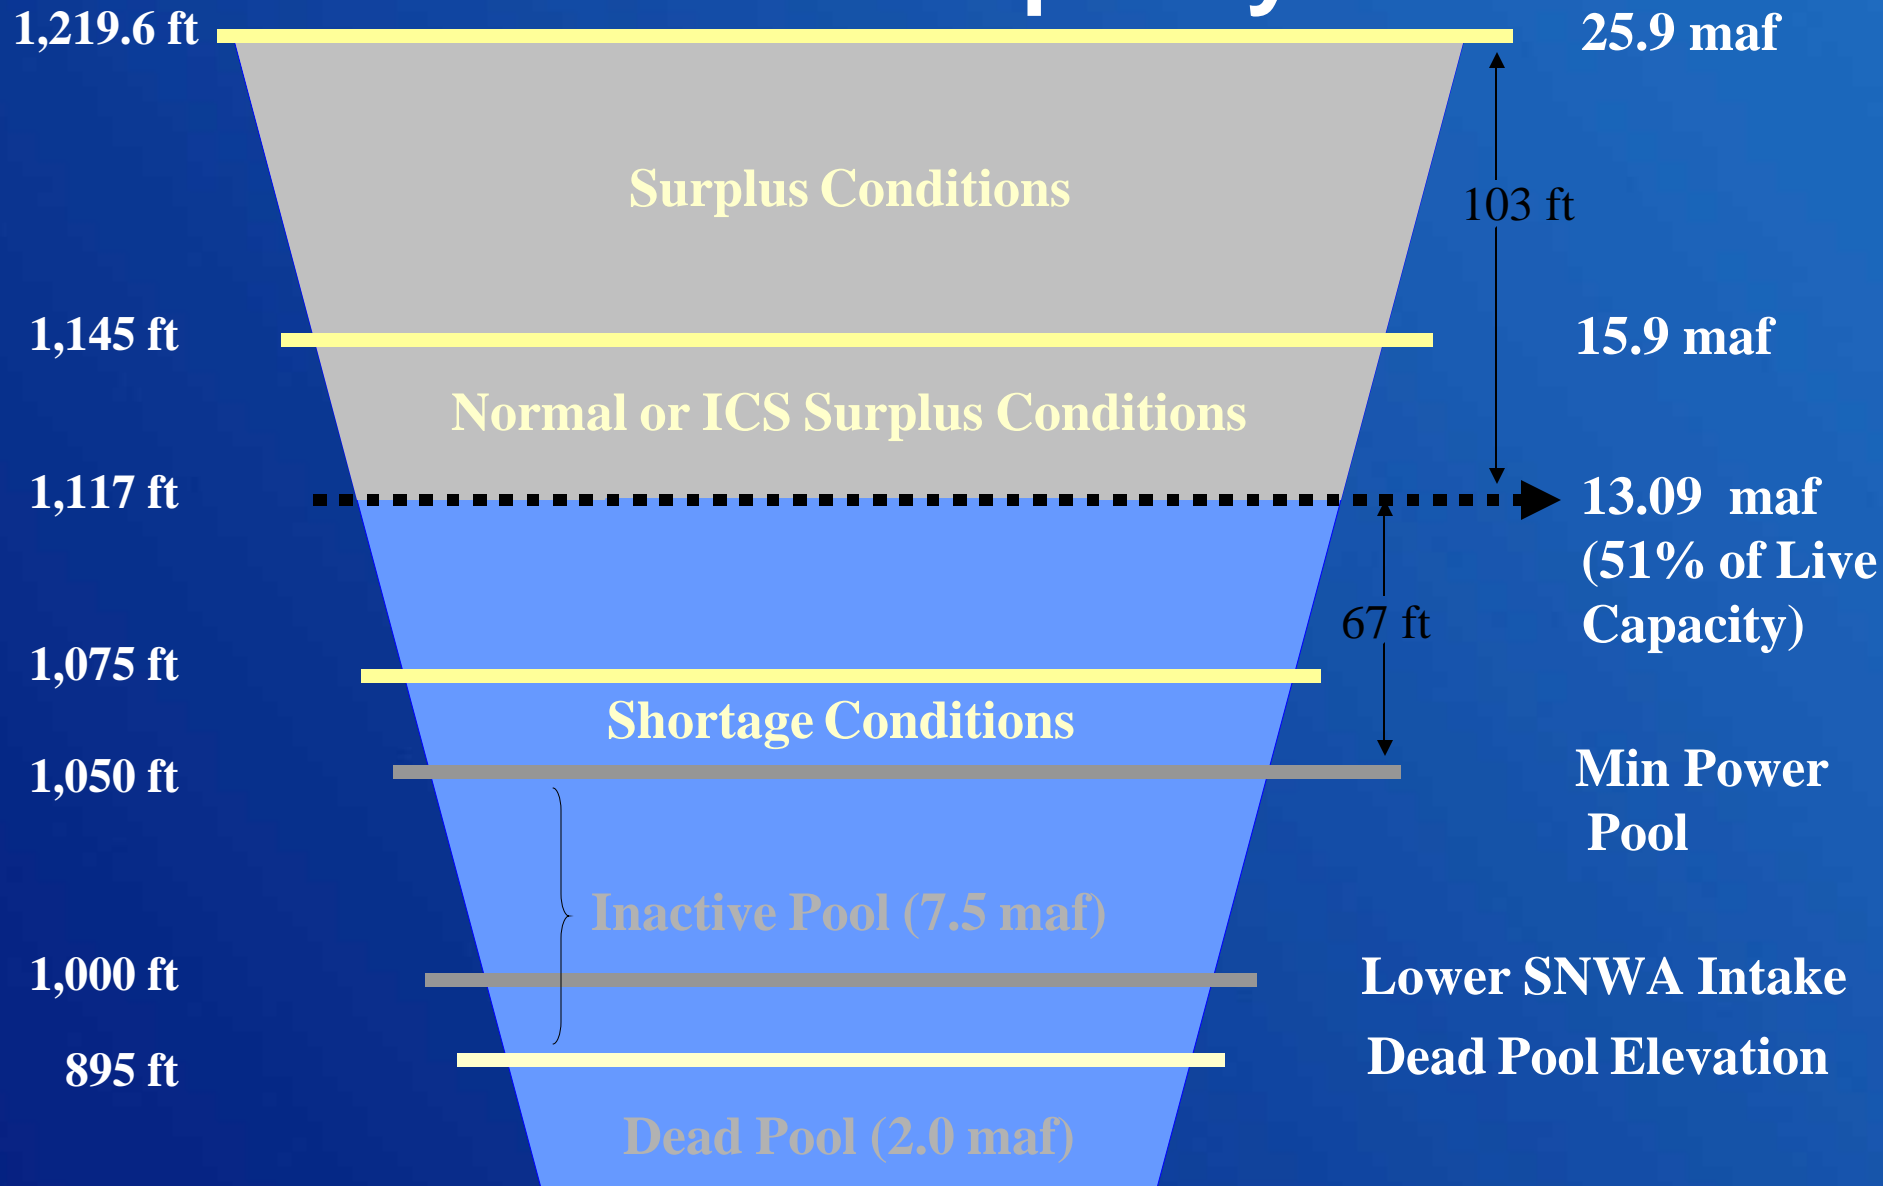 1,219.6 ft
25.9 maf
Surplus Conditions
103 ft
1,145 ft
15.9 maf
Normal or ICS Surplus Conditions
1,117 ft
13.09 maf
(51% of Live
Capacity)
67 ft
1,075 ft
Shortage Conditions
1,050 ft
Min Power
Pool
Inactive Pool (7.5 maf)
1,000 ft
Lower SNWA Intake
895 ft
Dead Pool Elevation
Dead Pool (2.0 maf)